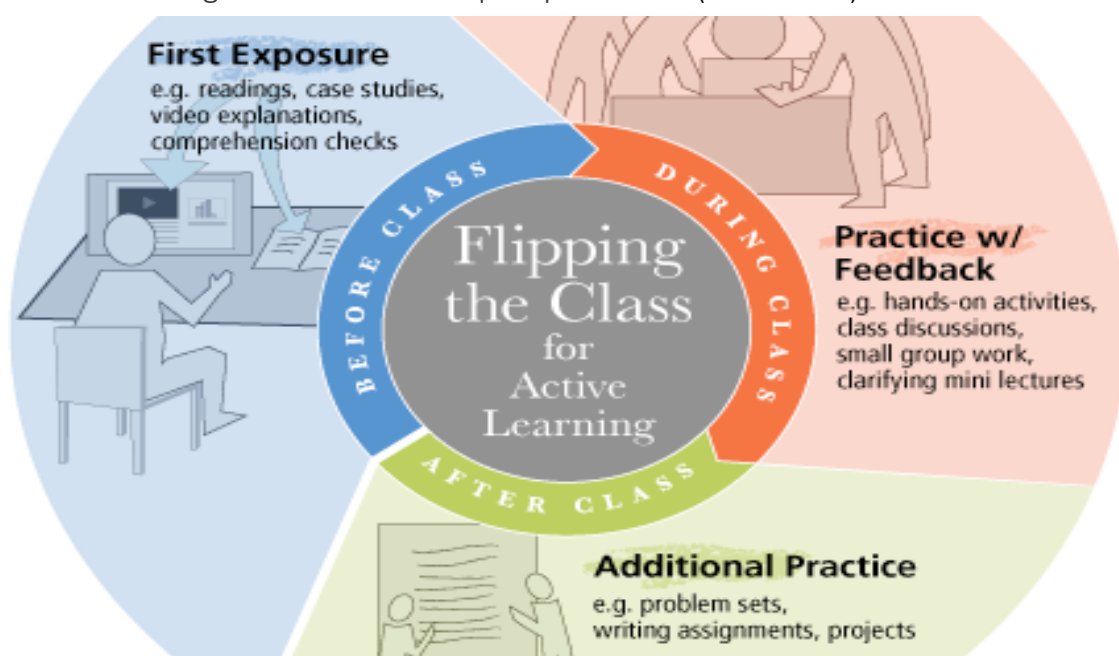 First Exposure
e.g. readings, case studies,
video explanations,
comprehension checks
BEFORE CLASS
DURING CLASS
Flipping
the Class
for
Active
Learning
Practice w/
Feedback
e.g. hands-on activities,
class discussions,
small group work,
clarifying mini lectures
AFTER CLASS
Additional Practice
e.g. problem sets,
writing assignments, projects